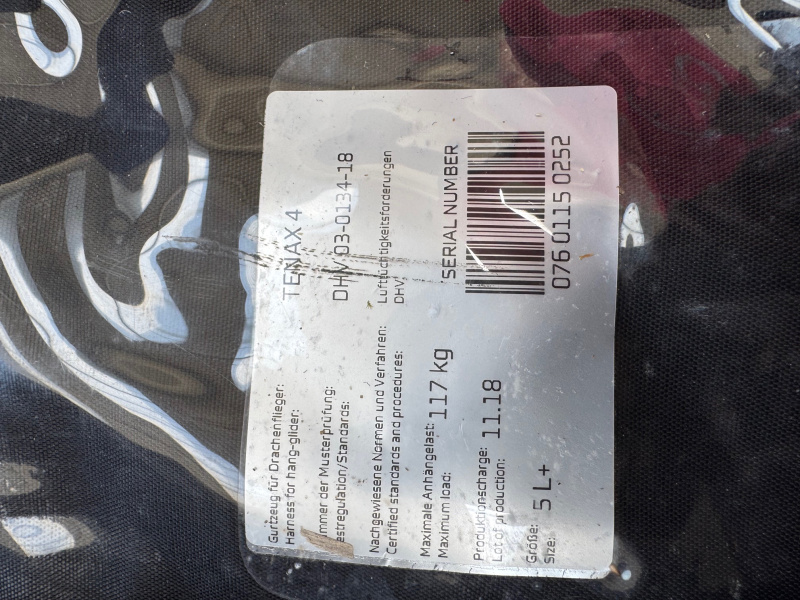 Gurtzeug für Drachenflieger:
Harness for hang-glider:
TENAX 4
mmer der Musterprüfung:
estregulation/Standards:
DHV 03-0134-18
Nachgewiesene Normen und Verfahren:
Certified standards and procedures:
Lufttüchtigkeitsforderungen
DHV
Maximale Anhängelast:
Maximum load:
117 kg
SERIAL NUMBER
Produktionscharge:
Lot of production:
11.18
Größe:
Size:
5 L+
076 0115 0252